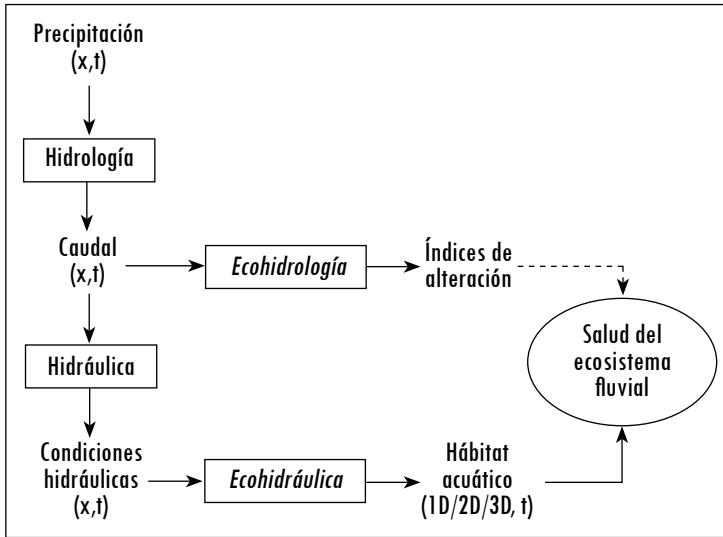 Precipitación
(x,t)
Hidrología
Caudal
(x,t)
Ecohidrología
Índices de
alteración
Salud del
ecosistema
fluvial
Hidráulica
Condiciones
hidráulicas
(x,t)
Ecohidráulica
Hábitat
acuático
(1D/2D/3D, t)